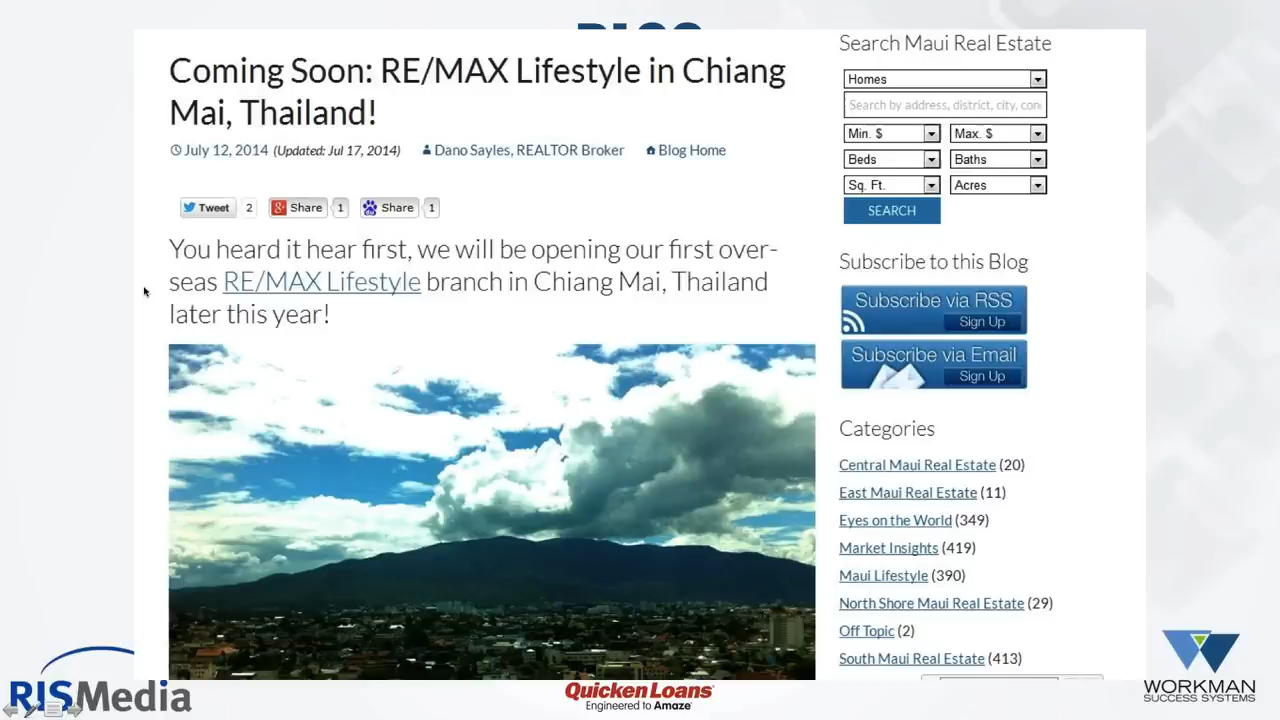 BLOG
Coming Soon: RE/MAX Lifestyle in Chiang
Mai, Thailand!
July 12, 2014 (Updated: Jul 17, 2014) Dano Sayles, REALTOR Broker Blog Home
Tweet 2 Share 1 Share 1
You heard it hear first, we will be opening our first over-
seas RE/MAX Lifestyle branch in Chiang Mai, Thailand
later this year!
Search Maui Real Estate
Homes
Search by address, district, city, con
Min. $ Max. $
Beds Baths
Sq. Ft. Acres
SEARCH
Subscribe to this Blog
Subscribe via RSS
Sign Up
Subscribe via Email
Sign Up
Categories
Central Maui Real Estate (20)
East Maui Real Estate (11)
Eyes on the World (349)
Market Insights (419)
Maui Lifestyle (390)
North Shore Maui Real Estate (29)
Off Topic (2)
South Maui Real Estate (413)
RISMedia
Quicken Loans
Engineered to Amaze
WORKMAN
SUCCESS SYSTEMS